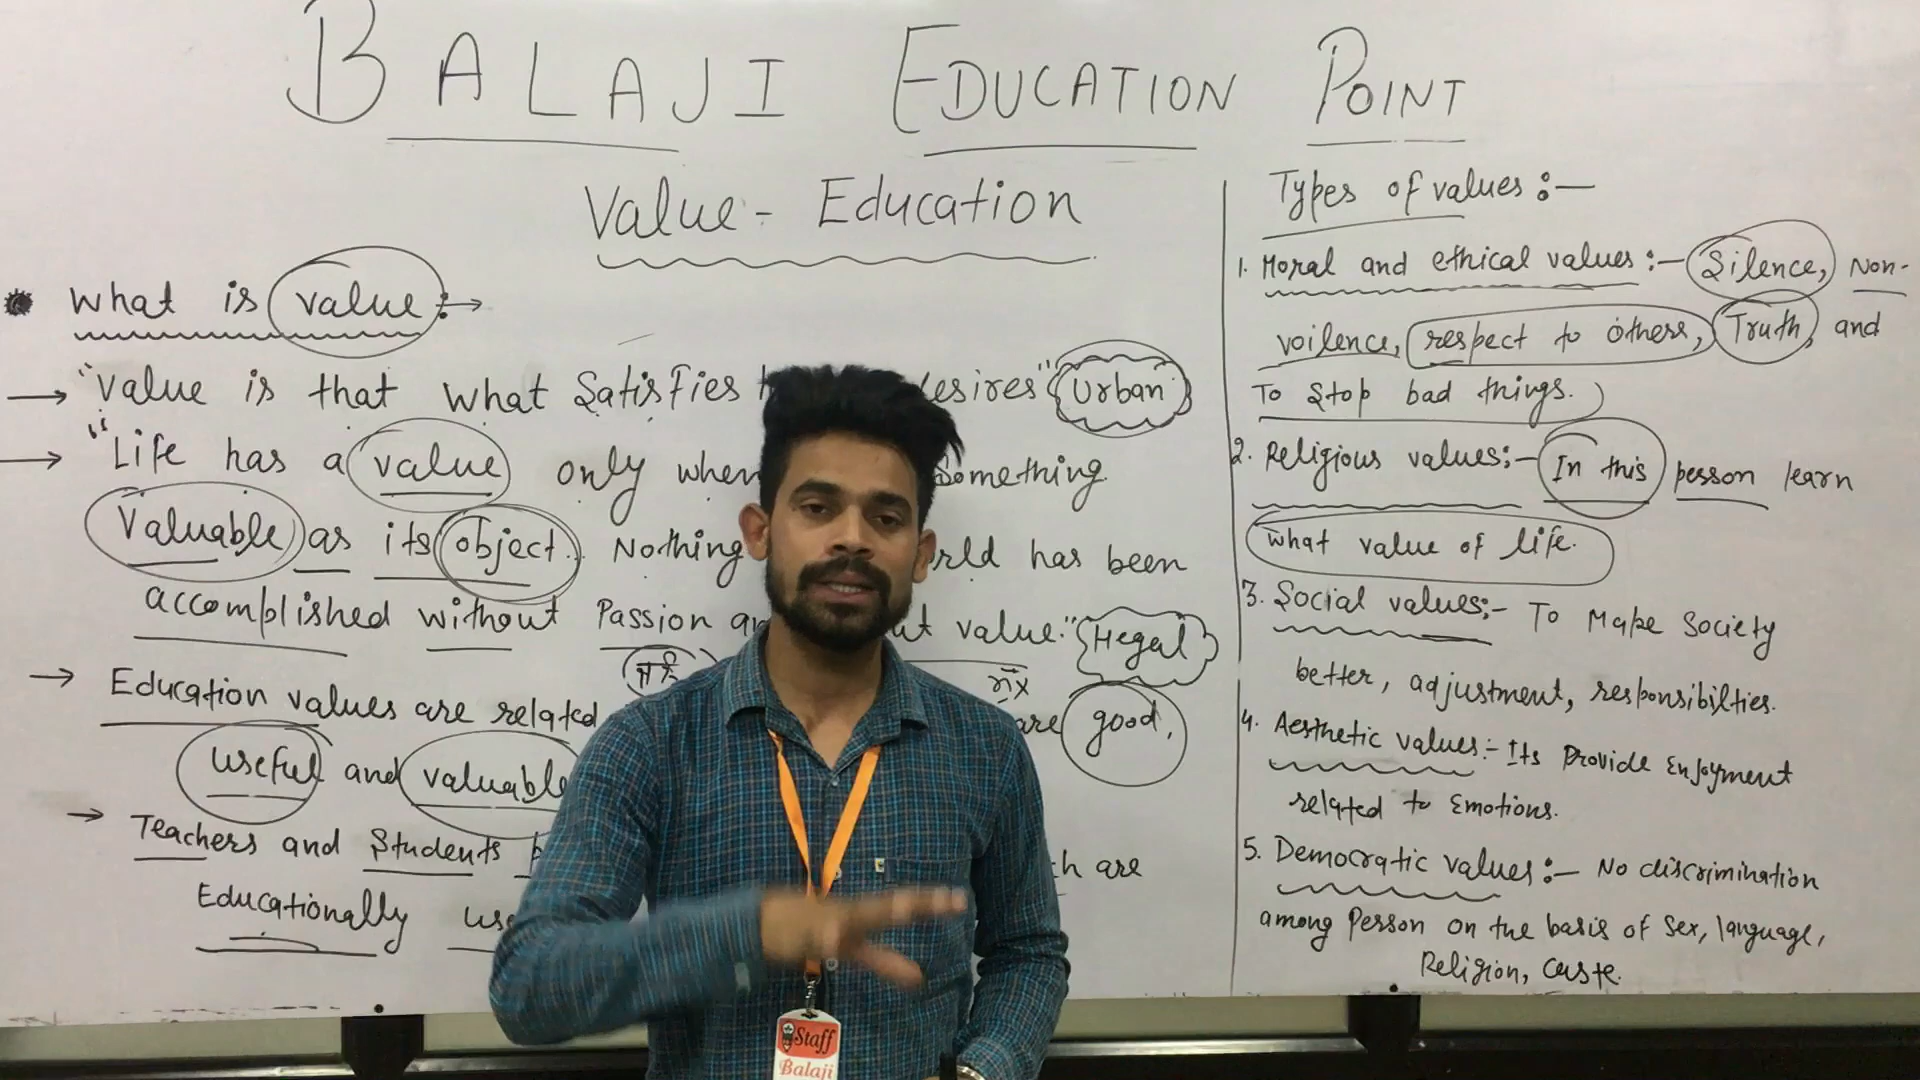 BALAJI EDUCATION POINT
Value - Education
What is value :→
→ "Value is that what Satisfies desires" Urban
→ "Life has a value only when Something
Valuable as its object. Nothing has been
accomplished without Passion value." Hegal
→ Education values are related are good,
useful and valuable
→ Teachers and Students are
Educationally
Types of values :—
1. Moral and ethical values :— Silence, Non-
voilence, respect to others, Truth, and
To Stop bad things.
2. Religious values:— In this person learn
what value of life.
3. Social values:- To Make Society
better, adjustment, responsibilties.
4. Aesthetic values:- Its Provide Enjoyment
related to Emotions.
5. Democratic values :— No discrimination
among Person on the basis of Sex, language,
Religion, Caste.
Staff
Balaji